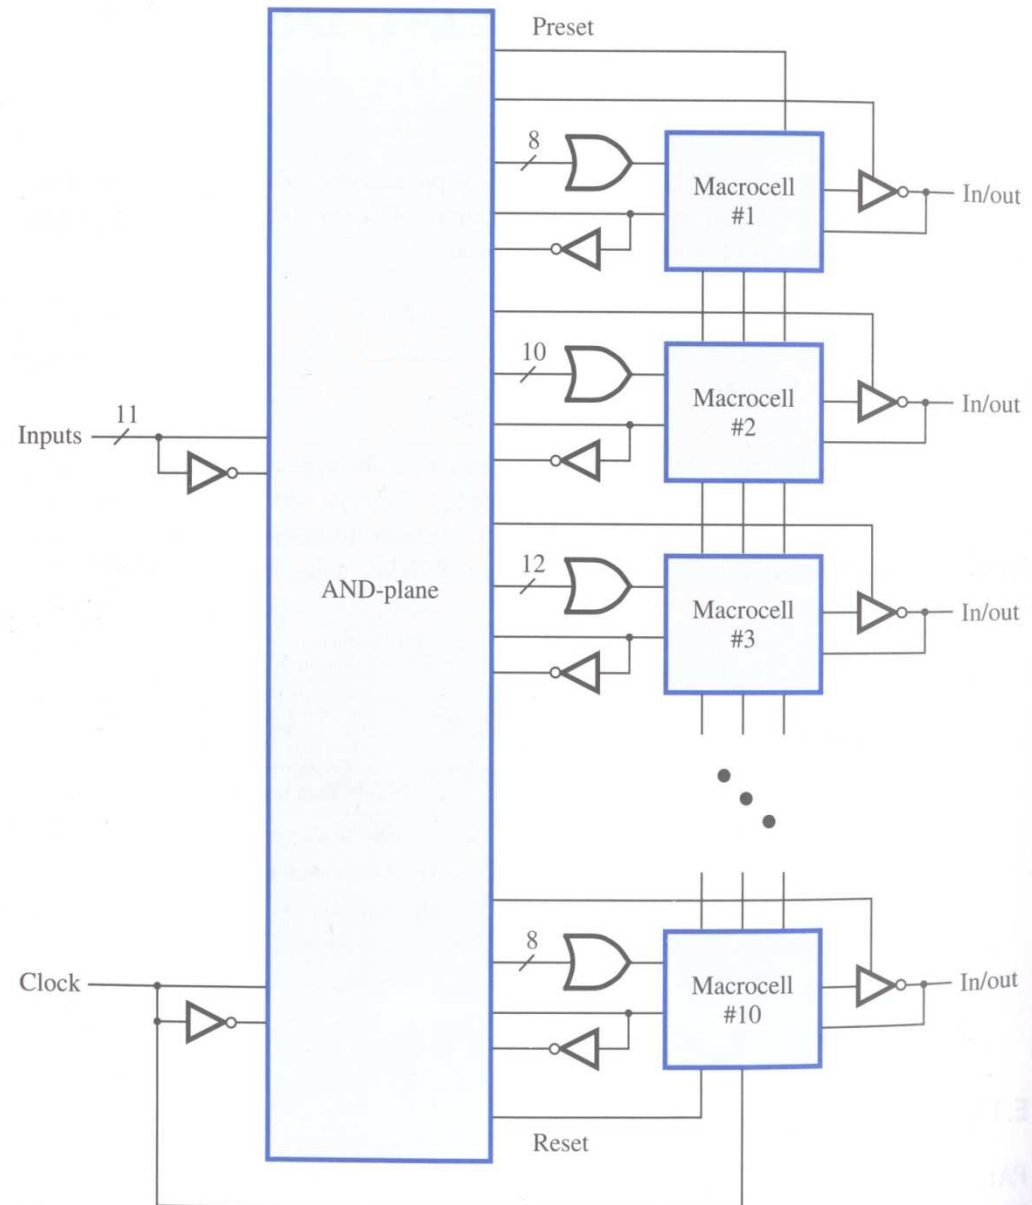 Preset
8
Macrocell
#1
In/out
10
Macrocell
#2
In/out
11
Inputs
12
AND-plane
Macrocell
#3
In/out
8
Clock
Macrocell
#10
In/out
Reset